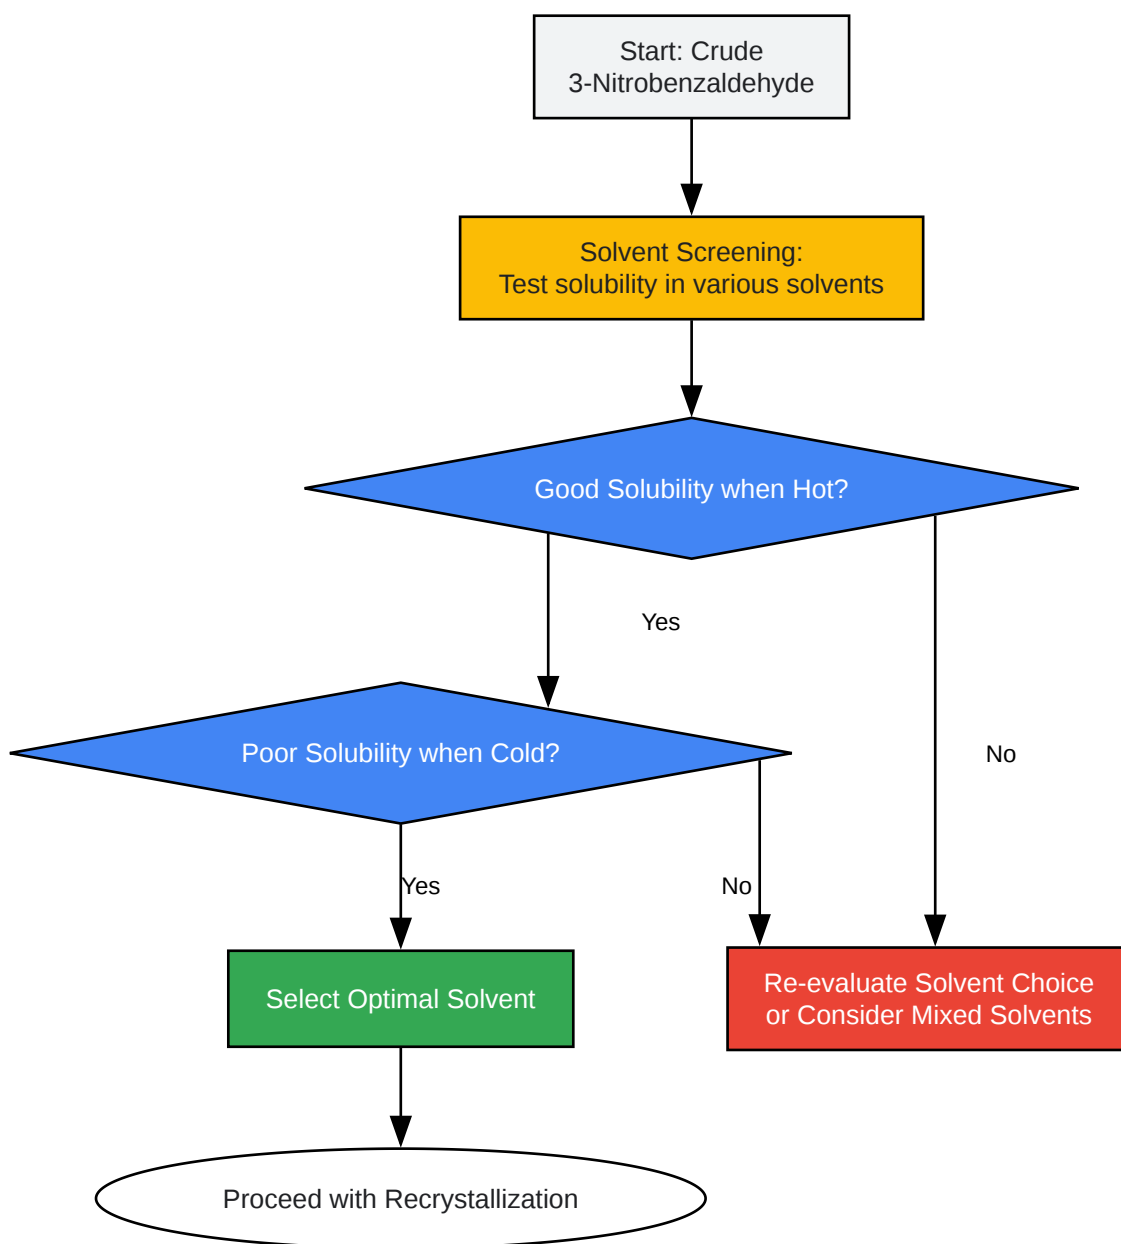 Start: Crude
3-Nitrobenzaldehyde
Solvent Screening:
Test solubility in various solvents
Good Solubility when Hot?
Yes
Poor Solubility when Cold?
No
Yes
No
Select Optimal Solvent
Re-evaluate Solvent Choice
or Consider Mixed Solvents
Proceed with Recrystallization